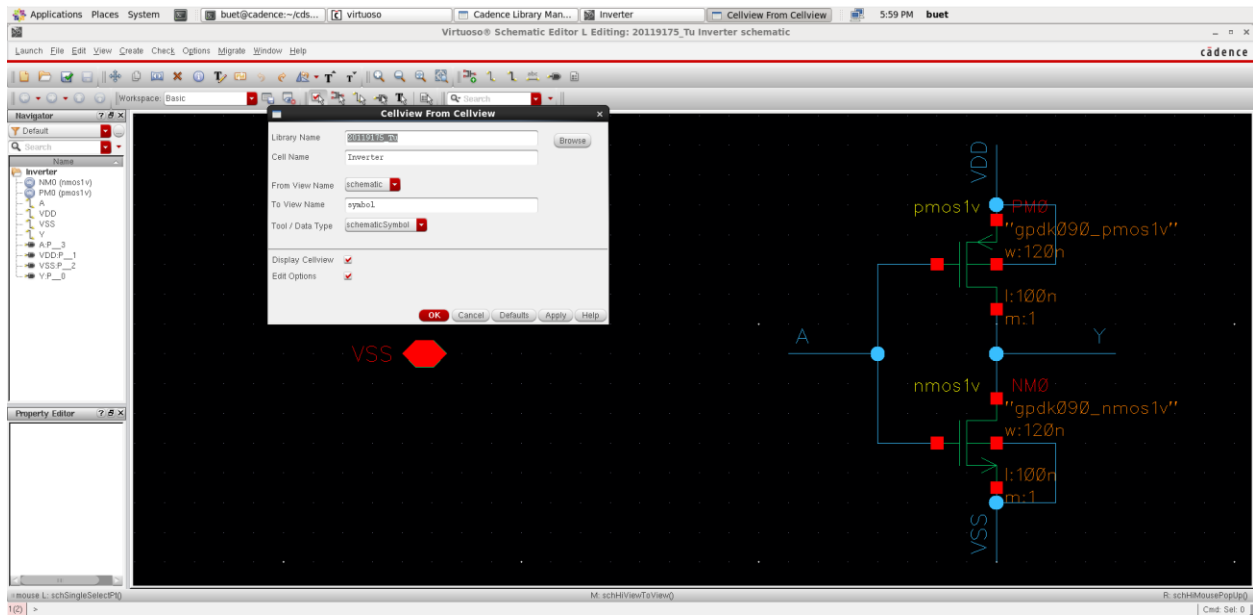 Applications Places System buet@cadence:~/cds... virtuoso Cadence Library Man... Inverter Cellview From Cellview 5:59 PM buet
Virtuoso® Schematic Editor L Editing: 20119175_Tu Inverter schematic
Launch File Edit View Create Check Options Migrate Window Help
cādence
Workspace: Basic
Search
Navigator
Default
Search
Name
Inverter
NM0 (nmos1v)
PM0 (pmos1v)
A
VDD
VSS
Y
A:P__3
VDD:P__1
VSS:P__2
Y:P__0
Property Editor
Cellview From Cellview
Library Name 20119175_Tu Browse
Cell Name Inverter
From View Name schematic
To View Name symbol
Tool / Data Type schematicSymbol
Display Cellview
Edit Options
OK Cancel Defaults Apply Help
VSS
VDD
pmos1v PM0
"gpdk090_pmos1v"
w:120n
l:100n
m:1
A
Y
nmos1v NM0
"gpdk090_nmos1v"
w:120n
l:100n
m:1
VSS
mouse L: schSingleSelectPt() M: schHiViewToView() R: schHiMousePopUp()
1(2) > Cmd: Sel: 0